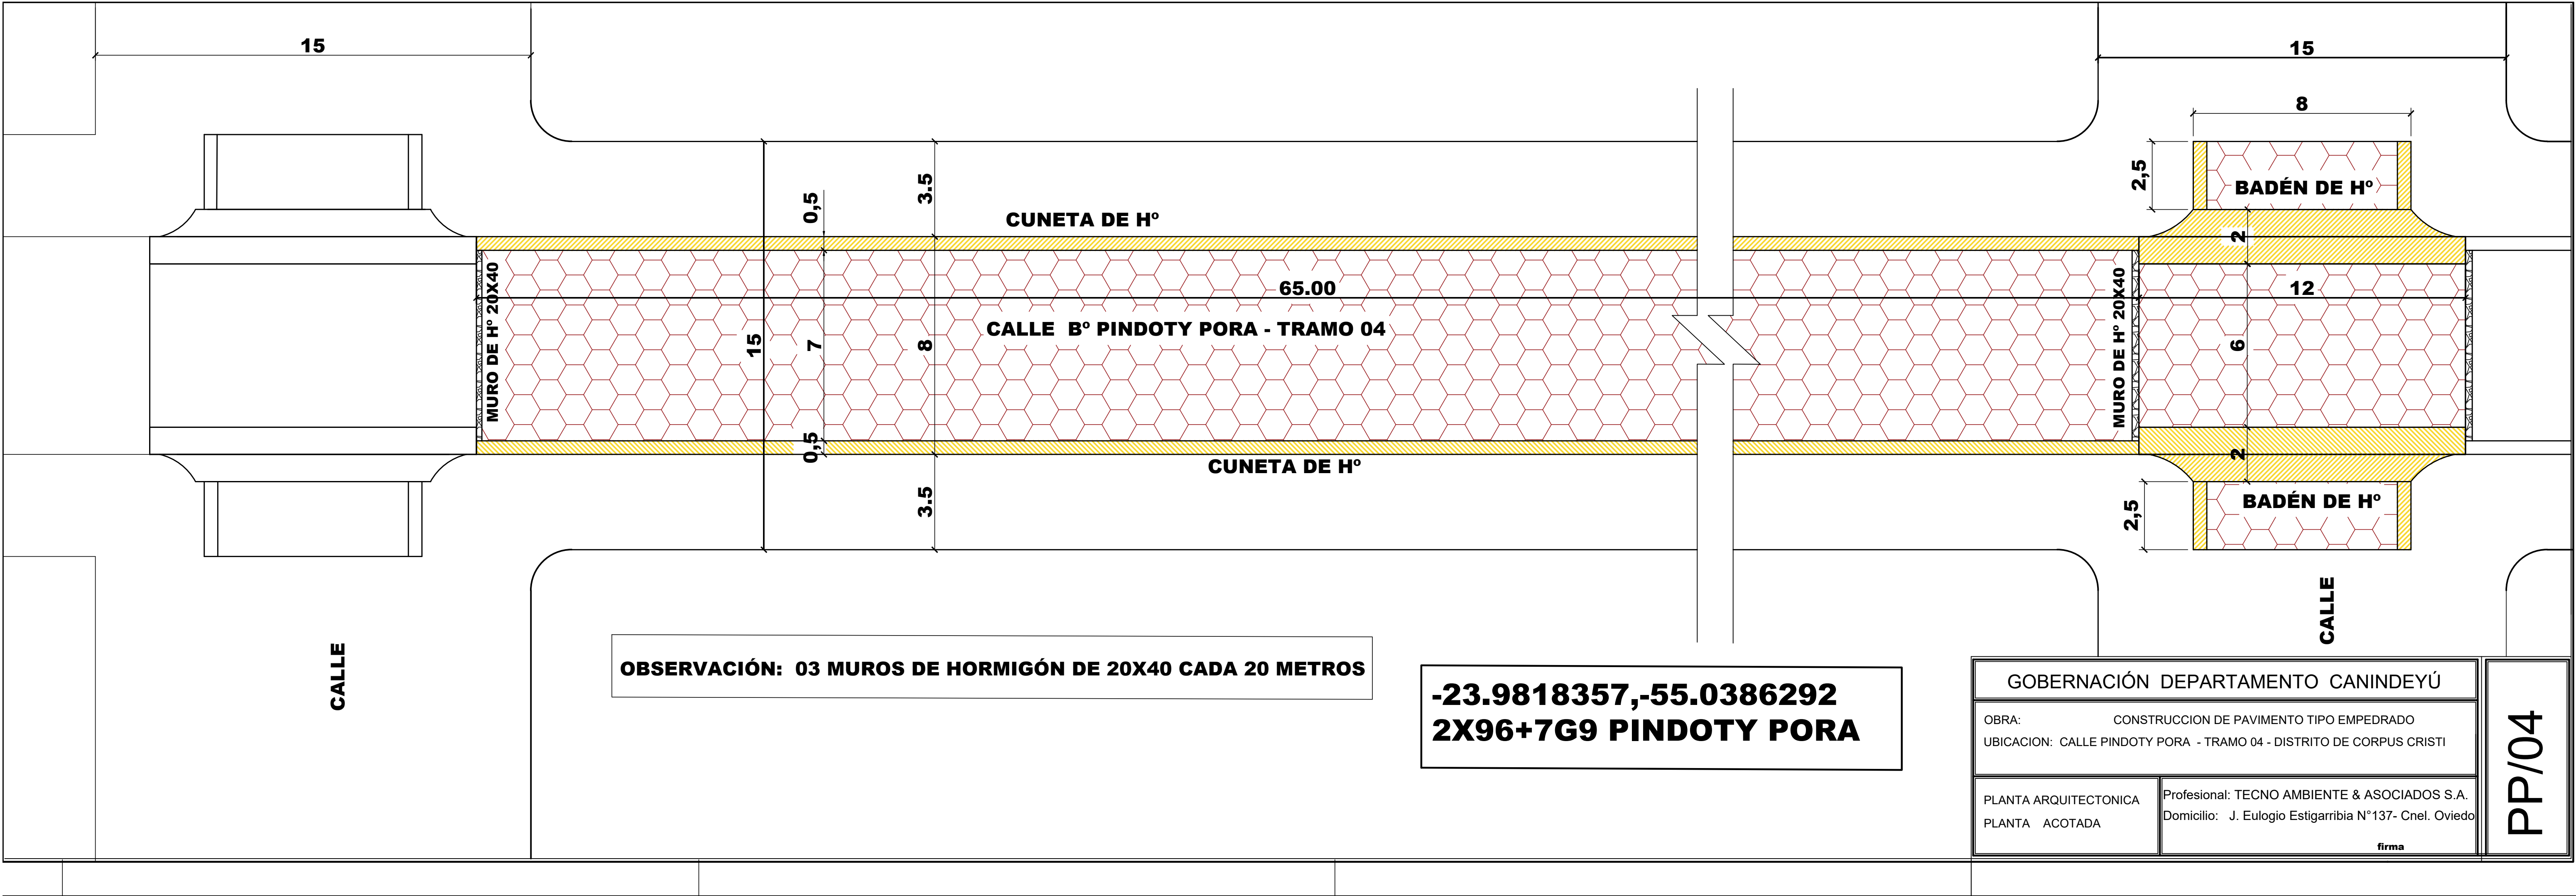 15
15
8
2,5
BADÉN DE Hº
0,5
3.5
CUNETA DE Hº
2
MURO DE Hº 20X40
65.00
12
CALLE Bº PINDOTY PORA - TRAMO 04
15
7
8
MURO DE Hº 20X40
6
0,5
CUNETA DE Hº
2
3.5
2,5
BADÉN DE Hº
CALLE
CALLE
OBSERVACIÓN: 03 MUROS DE HORMIGÓN DE 20X40 CADA 20 METROS
-23.9818357,-55.0386292
2X96+7G9 PINDOTY PORA
GOBERNACIÓN DEPARTAMENTO CANINDEYÚ
OBRA: CONSTRUCCION DE PAVIMENTO TIPO EMPEDRADO
UBICACION: CALLE PINDOTY PORA - TRAMO 04 - DISTRITO DE CORPUS CRISTI
PLANTA ARQUITECTONICA
PLANTA ACOTADA
Profesional: TECNO AMBIENTE & ASOCIADOS S.A.
Domicilio: J. Eulogio Estigarribia N°137- Cnel. Oviedo
firma
PP/04